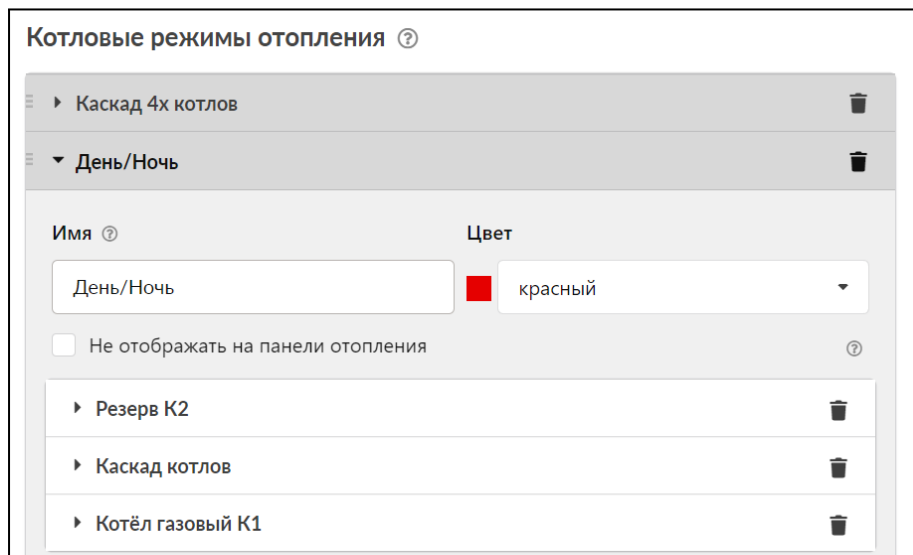 Котловые режимы отопления ?
Каскад 4х котлов
День/Ночь
Имя ? Цвет
День/Ночь красный
Не отображать на панели отопления ?
Резерв К2
Каскад котлов
Котёл газовый К1